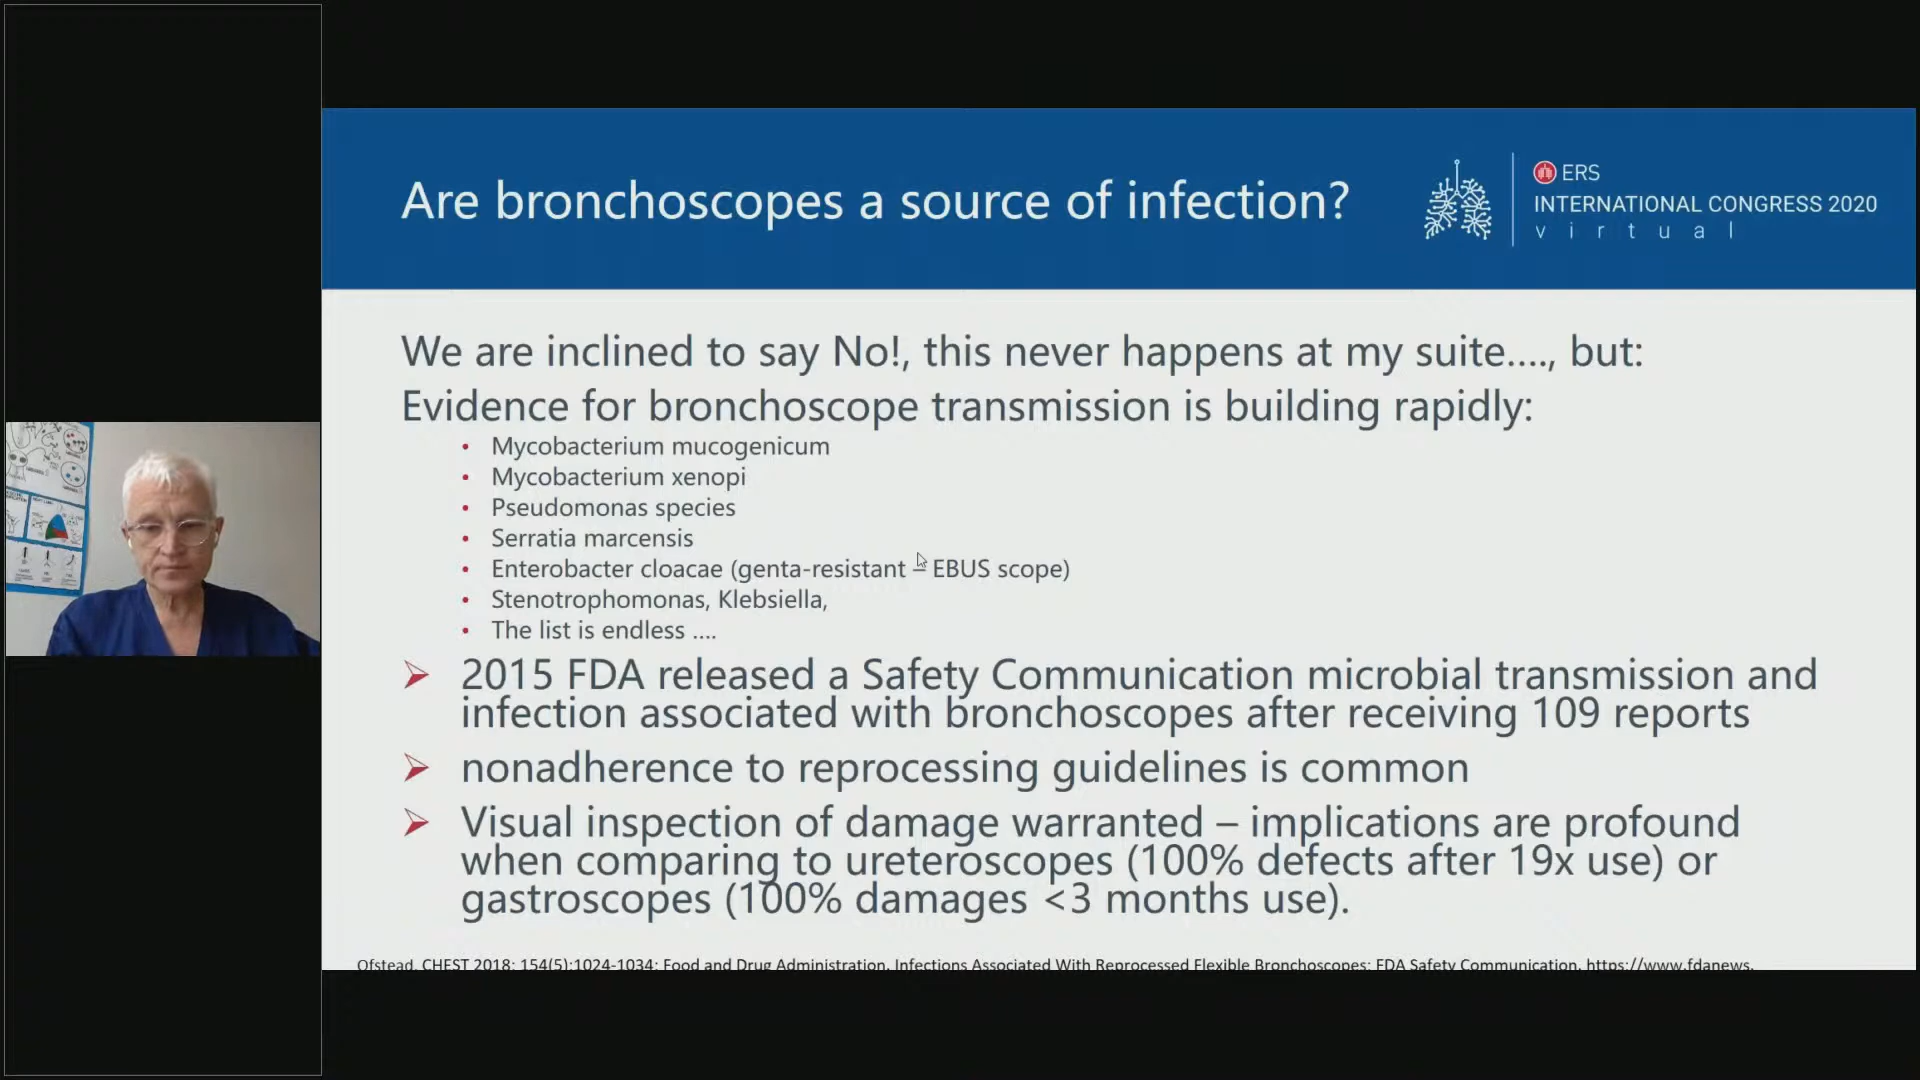 Are bronchoscopes a source of infection?
ERS
INTERNATIONAL CONGRESS 2020
virtual
We are inclined to say No!, this never happens at my suite...., but:
Evidence for bronchoscope transmission is building rapidly:
• Mycobacterium mucogenicum
• Mycobacterium xenopi
• Pseudomonas species
• Serratia marcensis
• Enterobacter cloacae (genta-resistant – EBUS scope)
• Stenotrophomonas, Klebsiella,
• The list is endless ....
2015 FDA released a Safety Communication microbial transmission and
infection associated with bronchoscopes after receiving 109 reports
nonadherence to reprocessing guidelines is common
Visual inspection of damage warranted – implications are profound
when comparing to ureteroscopes (100% defects after 19x use) or
gastroscopes (100% damages <3 months use).
Ofstead. CHEST 2018; 154(5):1024-1034; Food and Drug Administration. Infections Associated With Reprocessed Flexible Bronchoscopes: FDA Safety Communication. https://www.fdanews.